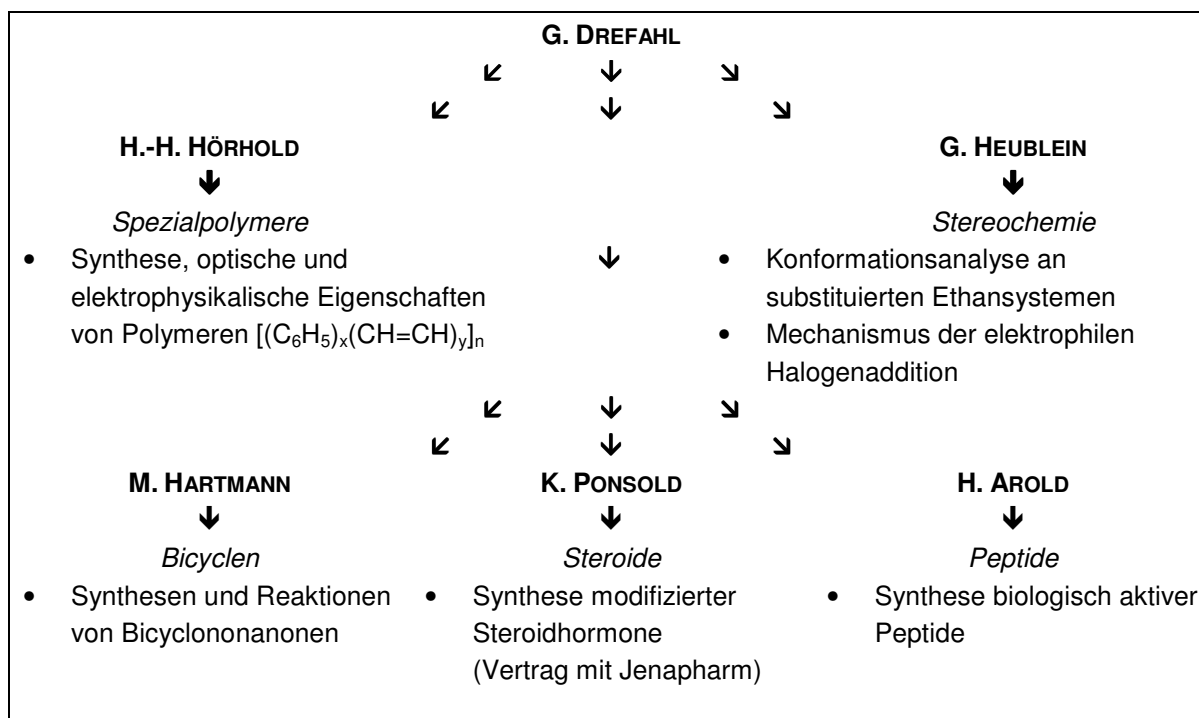 G. DREFAHL
↙ ↓ ↘
↙ ↓ ↘
H.-H. HÖRHOLD
↓
Spezialpolymere
• Synthese, optische und
elektrophysikalische Eigenschaften
von Polymeren [(C₆H₅)ₓ(CH=CH)ᵧ]ₙ
↓
G. HEUBLEIN
↓
Stereochemie
• Konformationsanalyse an
substituierten Ethansystemen
• Mechanismus der elektrophilen
Halogenaddition
↙ ↓ ↘
↙ ↓ ↘
M. HARTMANN
↓
Bicyclen
• Synthesen und Reaktionen
von Bicyclononanonen
K. PONSOLD
↓
Steroide
• Synthese modifizierter
Steroidhormone
(Vertrag mit Jenapharm)
H. AROLD
↓
Peptide
• Synthese biologisch aktiver
Peptide